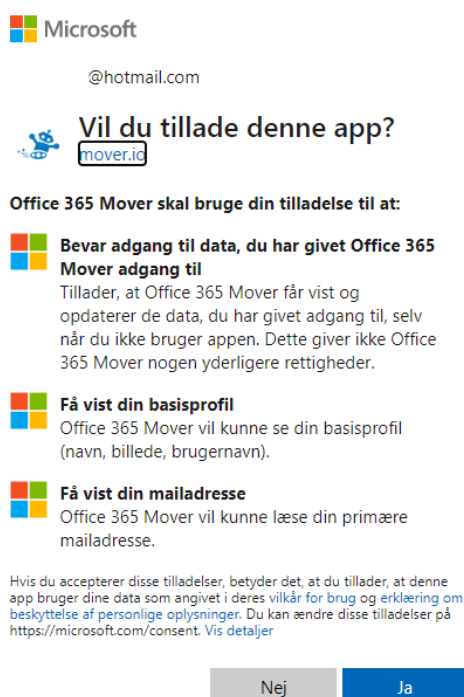 Microsoft
@hotmail.com
Vil du tillade denne app?
mover.io
Office 365 Mover skal bruge din tilladelse til at:
Bevar adgang til data, du har givet Office 365
Mover adgang til
Tillader, at Office 365 Mover får vist og
opdaterer de data, du har givet adgang til, selv
når du ikke bruger appen. Dette giver ikke Office
365 Mover nogen yderligere rettigheder.
Få vist din basisprofil
Office 365 Mover vil kunne se din basisprofil
(navn, billede, brugernavn).
Få vist din mailadresse
Office 365 Mover vil kunne læse din primære
mailadresse.
Hvis du accepterer disse tilladelser, betyder det, at du tillader, at denne
app bruger dine data som angivet i deres vilkår for brug og erklæring om
beskyttelse af personlige oplysninger. Du kan ændre disse tilladelser på
https://microsoft.com/consent. Vis detaljer
Nej
Ja